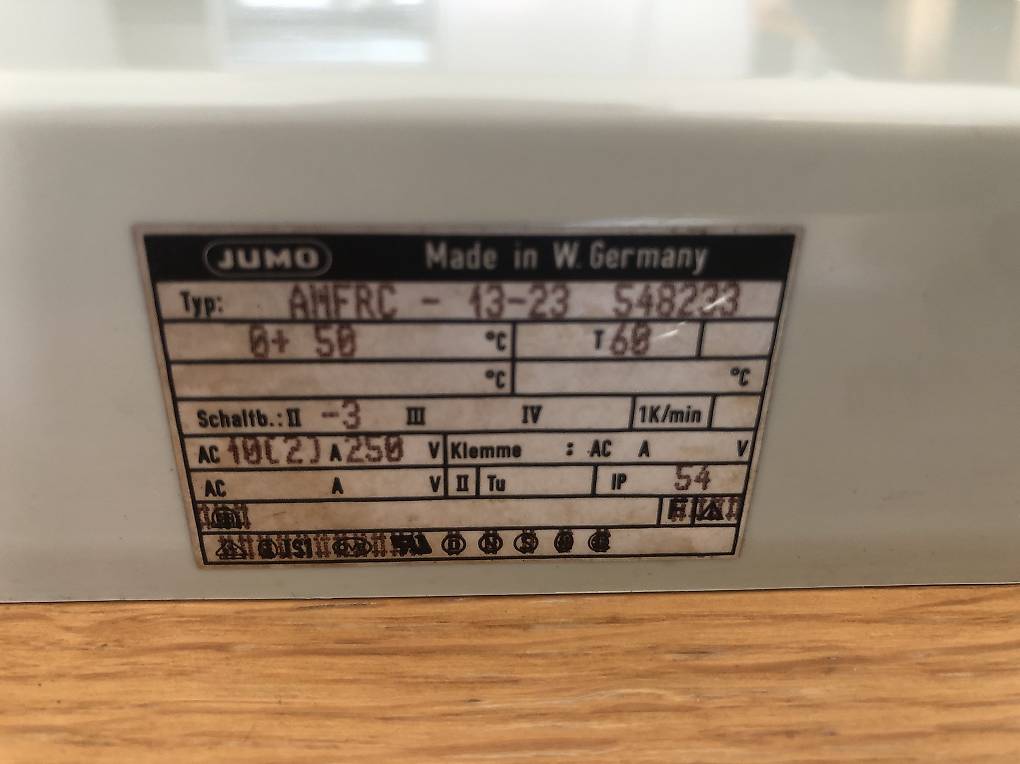 JUMO Made in W. Germany
Typ: AMFRC - 13-23 548233
0+ 50 °C T 60
°C °C
Schaltb.: II -3 III IV 1K/min
AC 10(2) A 250 V Klemme : AC A V
AC A V II Tu IP 54
F
D N S